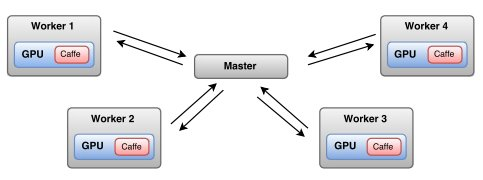 Worker 1
GPU Caffe
Worker 4
GPU Caffe
Master
Worker 2
GPU Caffe
Worker 3
GPU Caffe